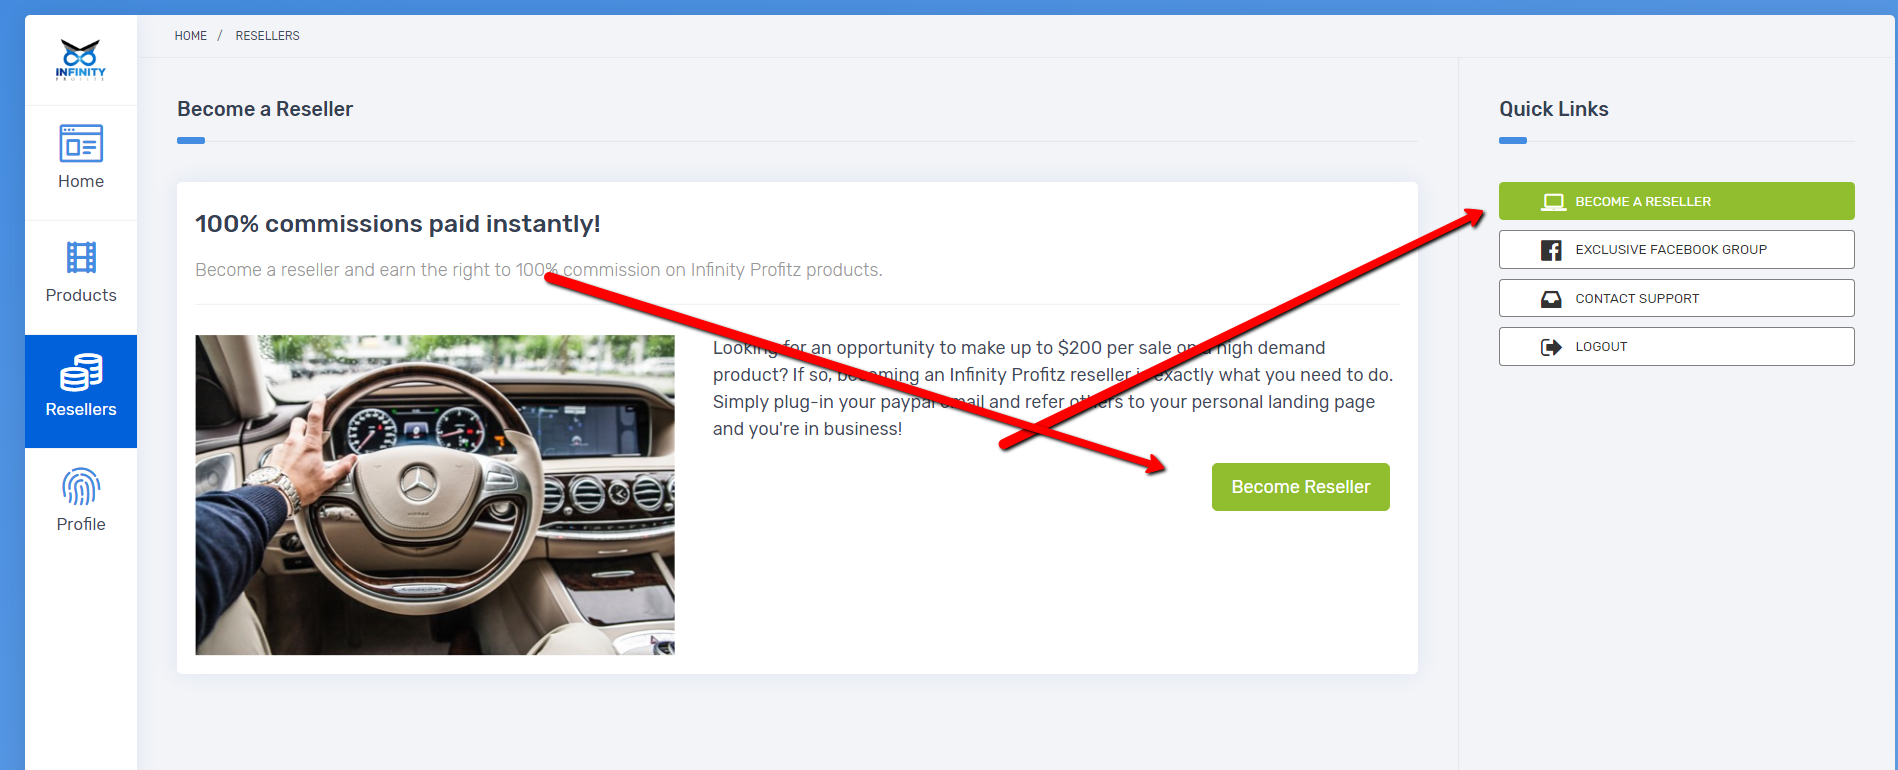 INFINITY
PROFITZ
HOME / RESELLERS
Home
Products
Resellers
Profile
Become a Reseller
100% commissions paid instantly!
Become a reseller and earn the right to 100% commission on Infinity Profitz products.
Looking for an opportunity to make up to $200 per sale on a high demand
product? If so, becoming an Infinity Profitz reseller is exactly what you need to do.
Simply plug-in your paypal email and refer others to your personal landing page
and you're in business!
Become Reseller
Quick Links
BECOME A RESELLER
EXCLUSIVE FACEBOOK GROUP
CONTACT SUPPORT
LOGOUT